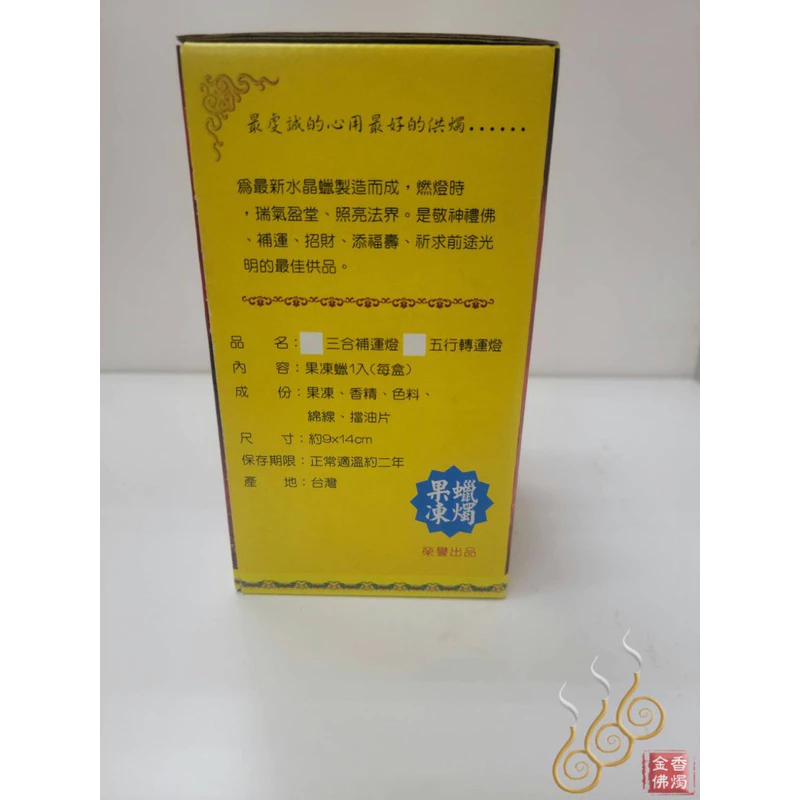 最虔誠的心用最好的供燭......
為最新水晶蠟製造而成，燃燈時
，瑞氣盈堂、照亮法界。是敬神禮佛
、補運、招財、添福壽、祈求前途光
明的最佳供品。
品　　名：□三合補運燈□五行轉運燈
內　　容：果凍蠟1入(每盒)
成　　份：果凍、香精、色料、
綿線、擋油片
尺　　寸：約9x14cm
保存期限：正常適溫約二年
產　　地：台灣
果凍蠟燭
榮譽出品
金香佛燭